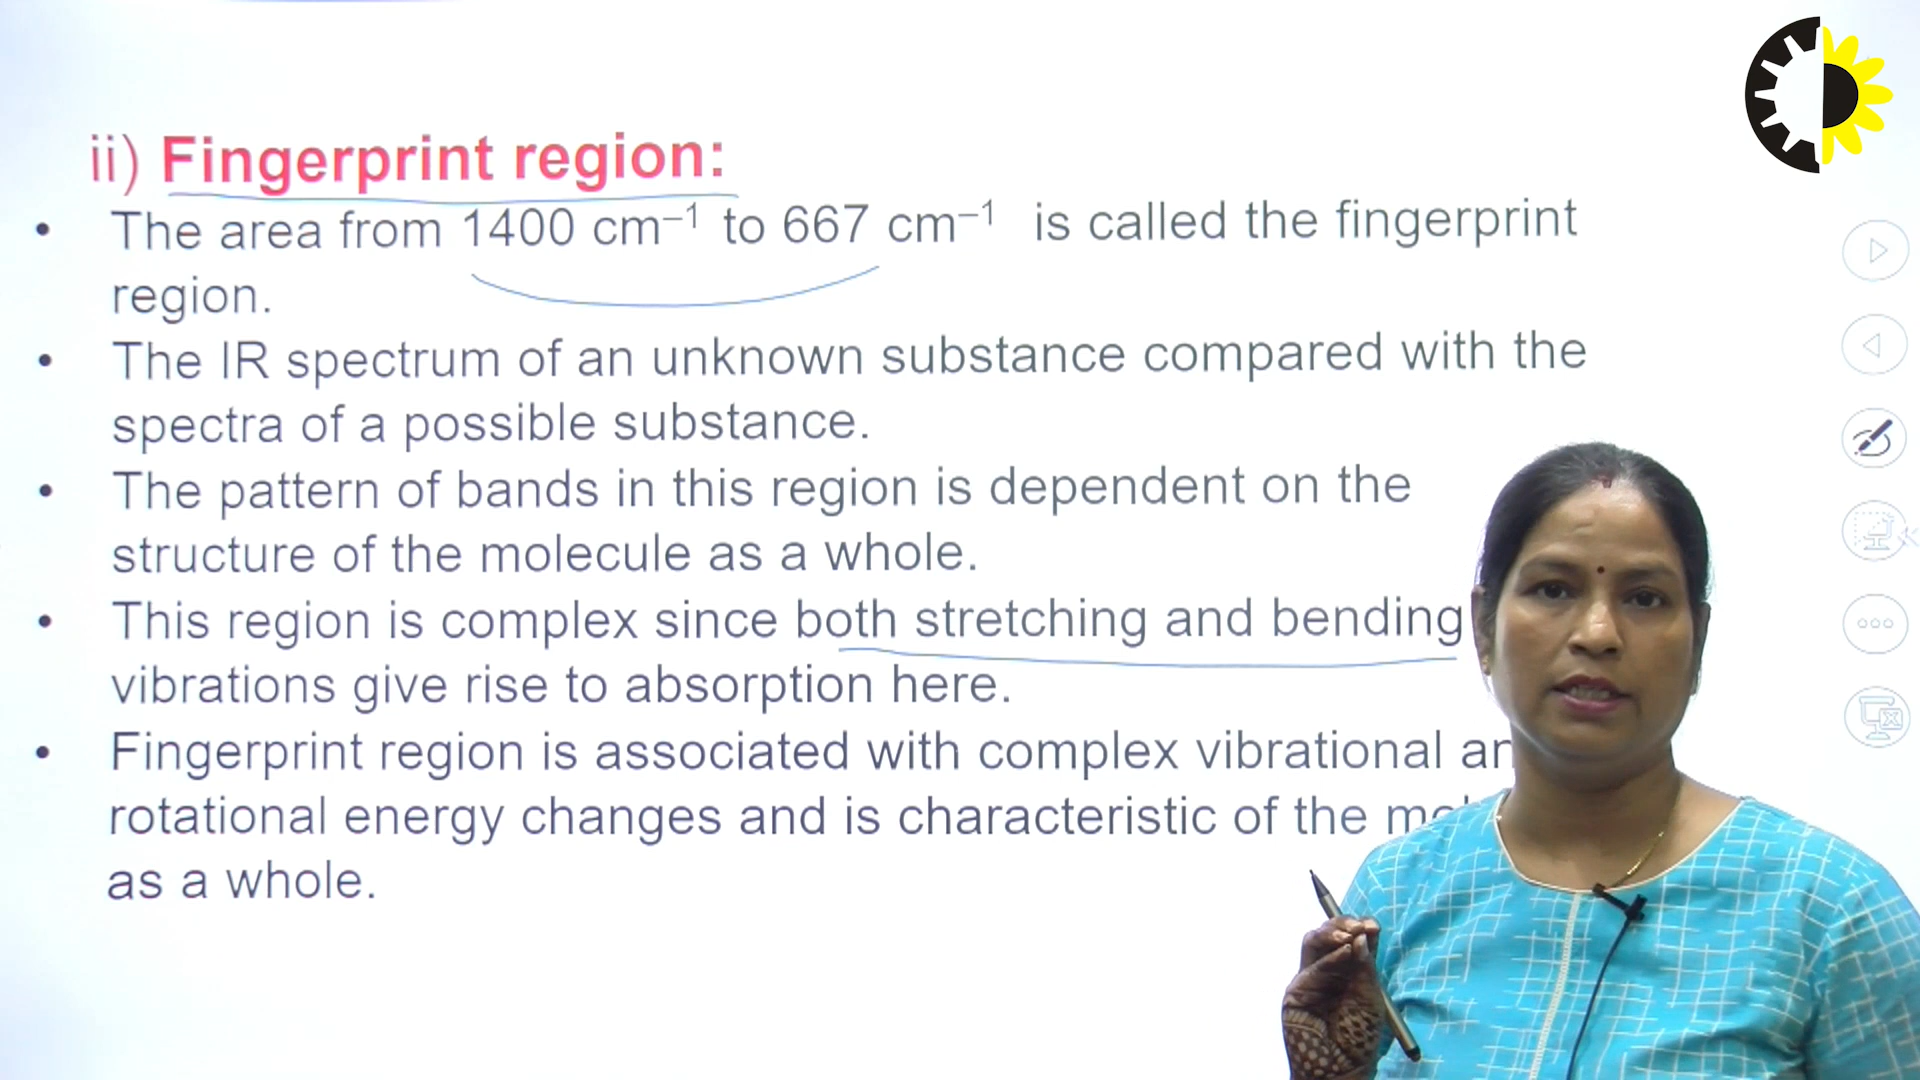 ii) Fingerprint region:
• The area from 1400 cm⁻¹ to 667 cm⁻¹ is called the fingerprint
region.
• The IR spectrum of an unknown substance compared with the
spectra of a possible substance.
• The pattern of bands in this region is dependent on the
structure of the molecule as a whole.
• This region is complex since both stretching and bending
vibrations give rise to absorption here.
• Fingerprint region is associated with complex vibrational
rotational energy changes and is characteristic of the
as a whole.